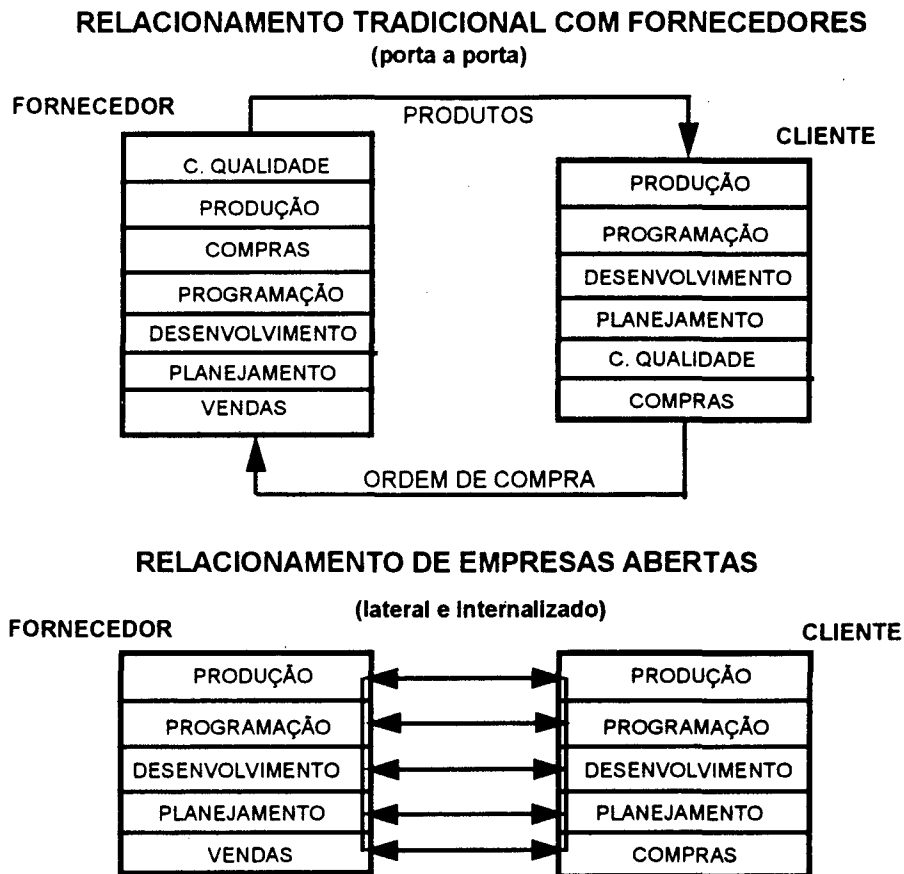 RELACIONAMENTO TRADICIONAL COM FORNECEDORES
(porta a porta)
FORNECEDOR
PRODUTOS
CLIENTE
C. QUALIDADE
PRODUÇÃO
COMPRAS
PROGRAMAÇÃO
DESENVOLVIMENTO
PLANEJAMENTO
VENDAS
PRODUÇÃO
PROGRAMAÇÃO
DESENVOLVIMENTO
PLANEJAMENTO
C. QUALIDADE
COMPRAS
ORDEM DE COMPRA
RELACIONAMENTO DE EMPRESAS ABERTAS
(lateral e internalizado)
FORNECEDOR
CLIENTE
PRODUÇÃO
PROGRAMAÇÃO
DESENVOLVIMENTO
PLANEJAMENTO
VENDAS
PRODUÇÃO
PROGRAMAÇÃO
DESENVOLVIMENTO
PLANEJAMENTO
COMPRAS